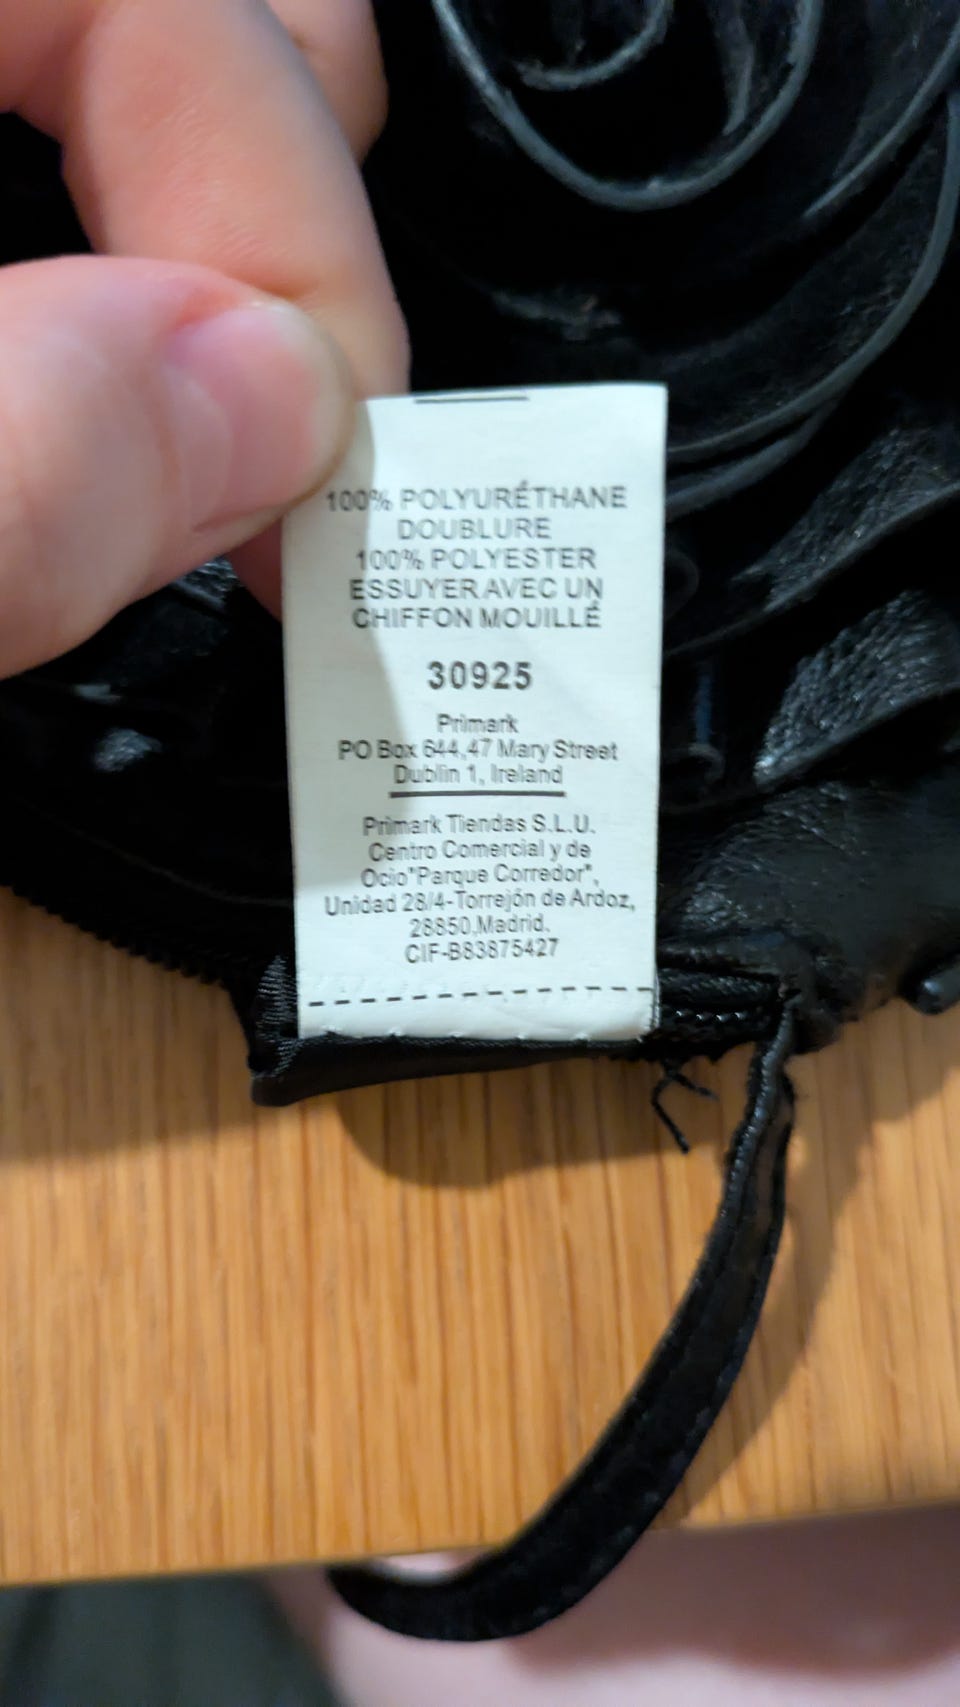 100% POLYURÉTHANE
DOUBLURE
100% POLYESTER
ESSUYER AVEC UN
CHIFFON MOUILLÉ
30925
Primark
PO Box 644,47 Mary Street
Dublin 1, Ireland
Primark Tiendas S.L.U.
Centro Comercial y de
Ocio"Parque Corredor",
Unidad 28/4-Torrejón de Ardoz,
28850,Madrid.
CIF-B83875427